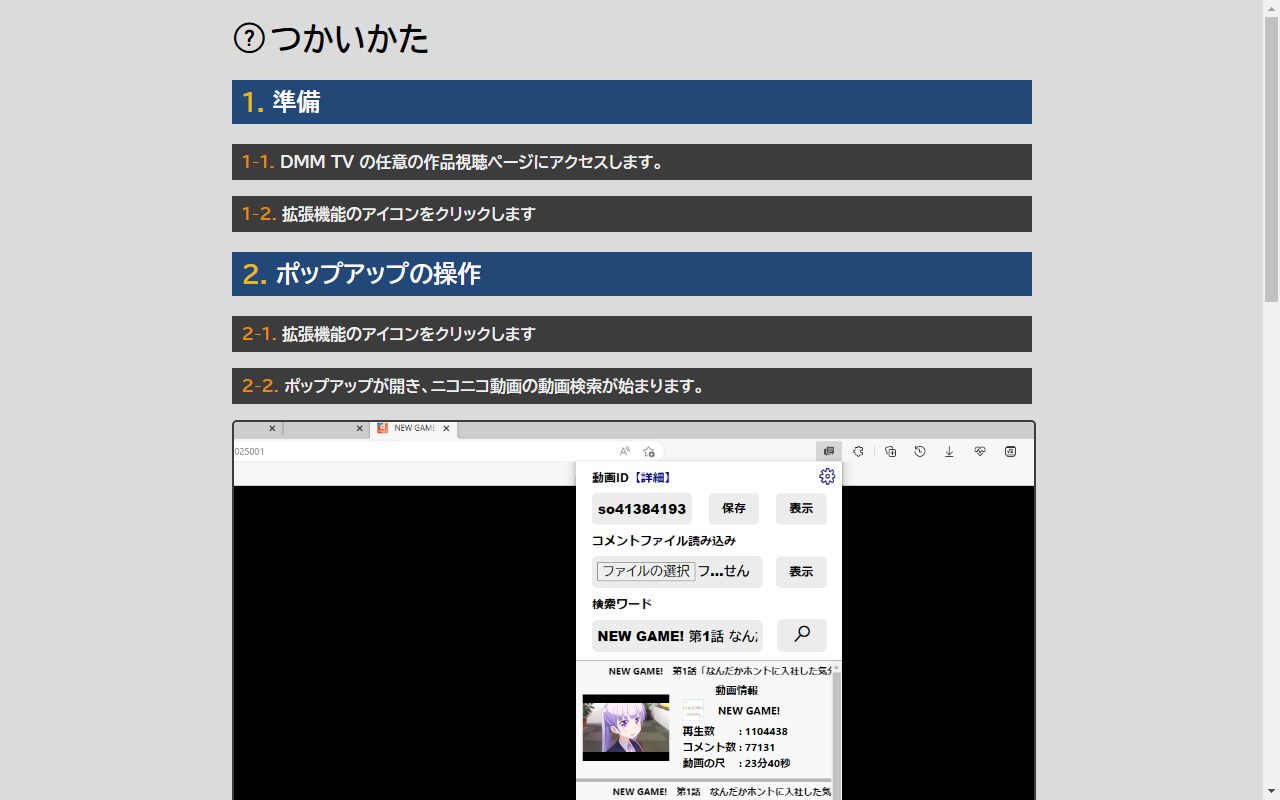 ?つかいかた
1. 準備
1-1. DMM TV の任意の作品視聴ページにアクセスします。
1-2. 拡張機能のアイコンをクリックします
2. ポップアップの操作
2-1. 拡張機能のアイコンをクリックします
2-2. ポップアップが開き、ニコニコ動画の動画検索が始まります。
NEW GAME
025001
動画ID【詳細】
so41384193 保存 表示
コメントファイル読み込み
ファイルの選択 フ...せん 表示
検索ワード
NEW GAME! 第1話 なん
NEW GAME! 第1話「なんだかホントに入社した気分
動画情報
NEW GAME!
再生数 : 1104438
コメント数 : 77131
動画の尺 : 23分40秒
NEW GAME! 第1話 なんだかホントに入社した気